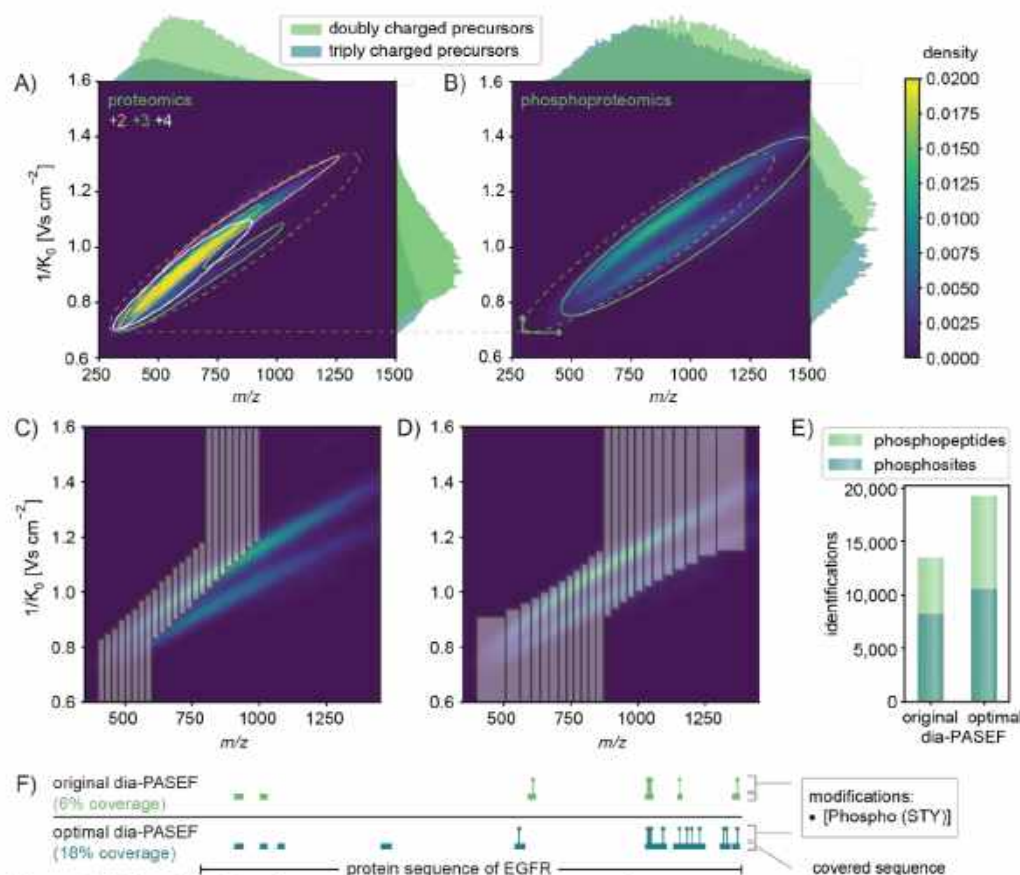 doubly charged precursors
triply charged precursors
A)
proteomics
+2 +3 +4
1.6
1.4
1.2
1.0
0.8
0.6
1/K0 [Vs cm−2]
250 500 750 1000 1250
m/z
B)
phosphoproteomics
1.6
1.4
1.2
1.0
0.8
0.6
250 500 750 1000 1250 1500
m/z
density
0.0200
0.0175
0.0150
0.0125
0.0100
0.0075
0.0050
0.0025
0.0000
C)
1.6
1.4
1.2
1.0
0.8
0.6
1/K0 [Vs cm−2]
500 750 1000 1250
m/z
D)
1.6
1.4
1.2
1.0
0.8
0.6
500 750 1000 1250
m/z
E)
phosphopeptides
phosphosites
20,000
15,000
10,000
5,000
0
identifications
original optimal
dia-PASEF
F)
original dia-PASEF
(6% coverage)
optimal dia-PASEF
(18% coverage)
protein sequence of EGFR
modifications:
• [Phospho (STY)]
covered sequence